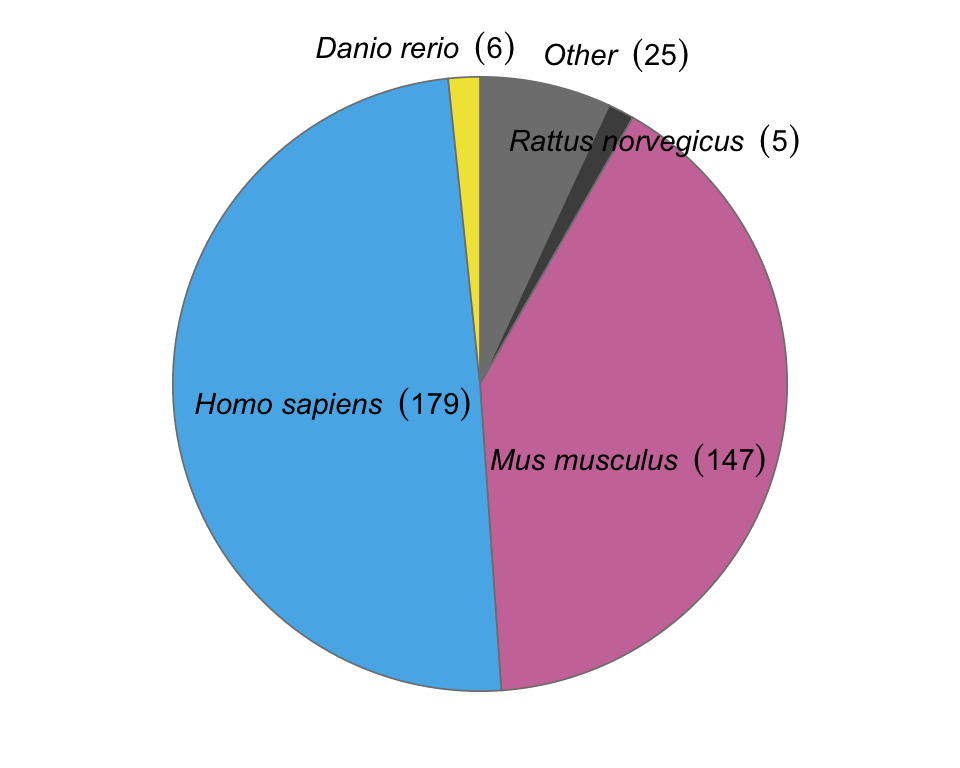 Danio rerio (6)
Other (25)
Rattus norvegicus (5)
Homo sapiens (179)
Mus musculus (147)